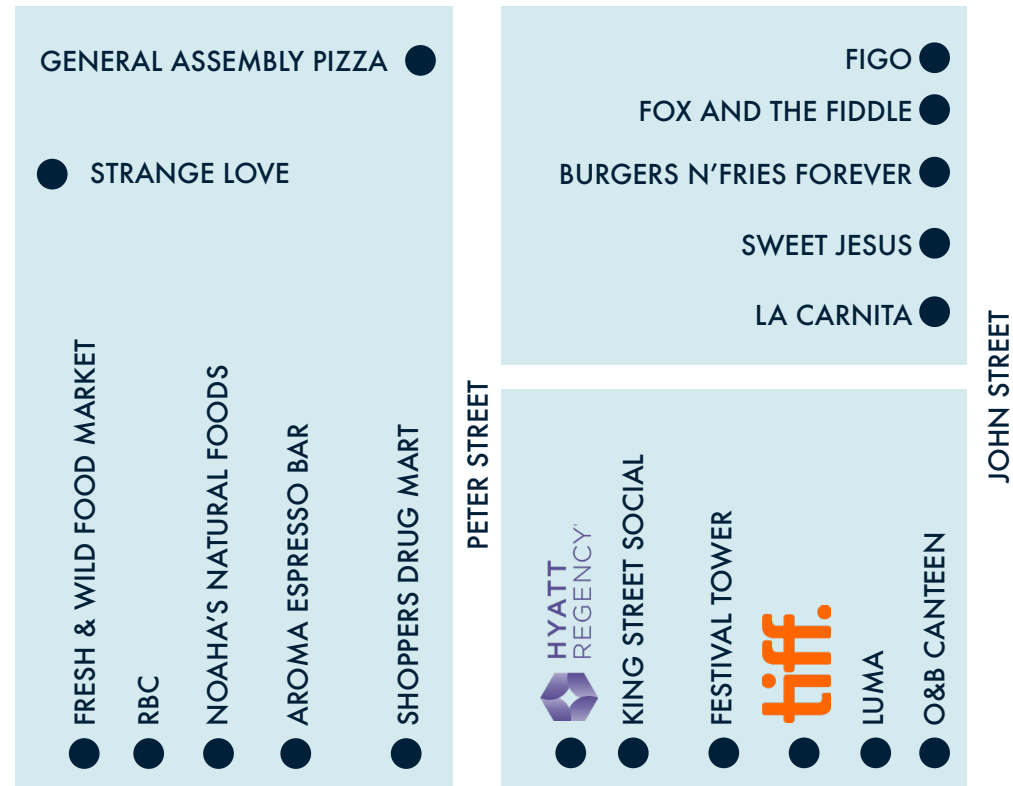 GENERAL ASSEMBLY PIZZA
STRANGE LOVE
FRESH & WILD FOOD MARKET
RBC
NOAHA'S NATURAL FOODS
AROMA ESPRESSO BAR
SHOPPERS DRUG MART
PETER STREET
FIGO
FOX AND THE FIDDLE
BURGERS N'FRIES FOREVER
SWEET JESUS
LA CARNITA
JOHN STREET
HYATT
REGENCY
KING STREET SOCIAL
FESTIVAL TOWER
tiff.
LUMA
O&B CANTEEN